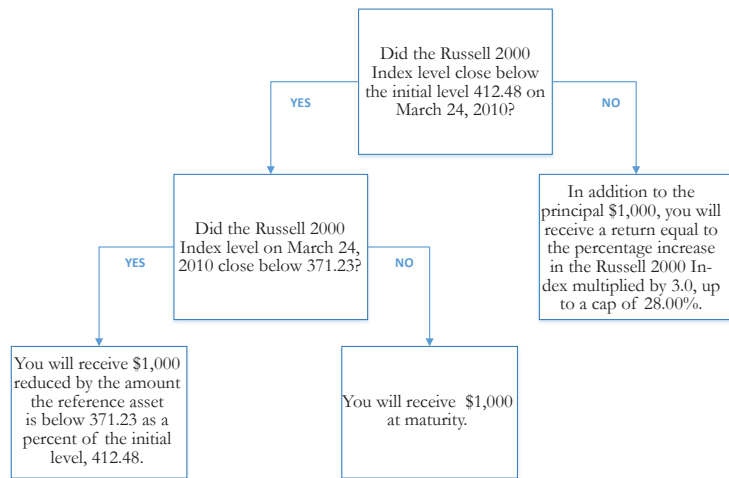 Did the Russell 2000
Index level close below
the initial level 412.48 on
March 24, 2010?
YES
NO
Did the Russell 2000
Index level on March 24,
2010 close below 371.23?
In addition to the
principal $1,000, you will
receive a return equal to
the percentage increase
in the Russell 2000 In-
dex multiplied by 3.0, up
to a cap of 28.00%.
YES
NO
You will receive $1,000
reduced by the amount
the reference asset
is below 371.23 as a
percent of the initial
level, 412.48.
You will receive $1,000
at maturity.